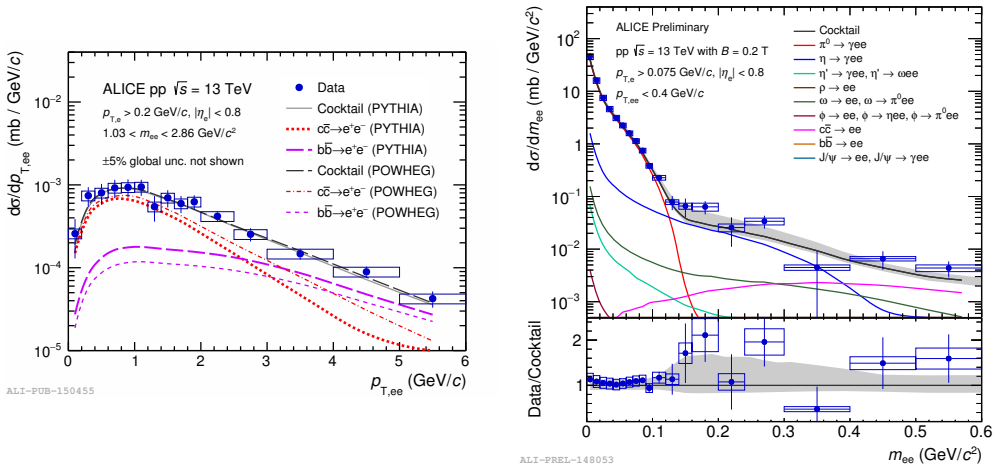 ALICE pp √s = 13 TeV
p_T,e > 0.2 GeV/c, |η_e| < 0.8
1.03 < m_ee < 2.86 GeV/c²
±5% global unc. not shown
Data
Cocktail (PYTHIA)
cc̄→e⁺e⁻ (PYTHIA)
bb̄→e⁺e⁻ (PYTHIA)
Cocktail (POWHEG)
cc̄→e⁺e⁻ (POWHEG)
bb̄→e⁺e⁻ (POWHEG)
dσ/dp_T,ee (mb / GeV/c)
10⁻²
10⁻³
10⁻⁴
10⁻⁵
0 1 2 3 4 5 6
p_T,ee (GeV/c)
ALI-PUB-150455
ALICE Preliminary
pp √s = 13 TeV with B = 0.2 T
p_T,e > 0.075 GeV/c, |η_e| < 0.8
p_T,ee < 0.4 GeV/c
Cocktail
π⁰ → γee
η → γee
η' → γee, η' → ωee
ρ → ee
ω → ee, ω → π⁰ee
ϕ → ee, ϕ → ηee, ϕ → π⁰ee
cc̄ → ee
bb̄ → ee
J/ψ → ee, J/ψ → γee
dσ/dm_ee (mb / GeV/c²)
10²
10
1
10⁻¹
10⁻²
10⁻³
Data/Cocktail
2
1
0 0.1 0.2 0.3 0.4 0.5 0.6
m_ee (GeV/c²)
ALI-PREL-148053